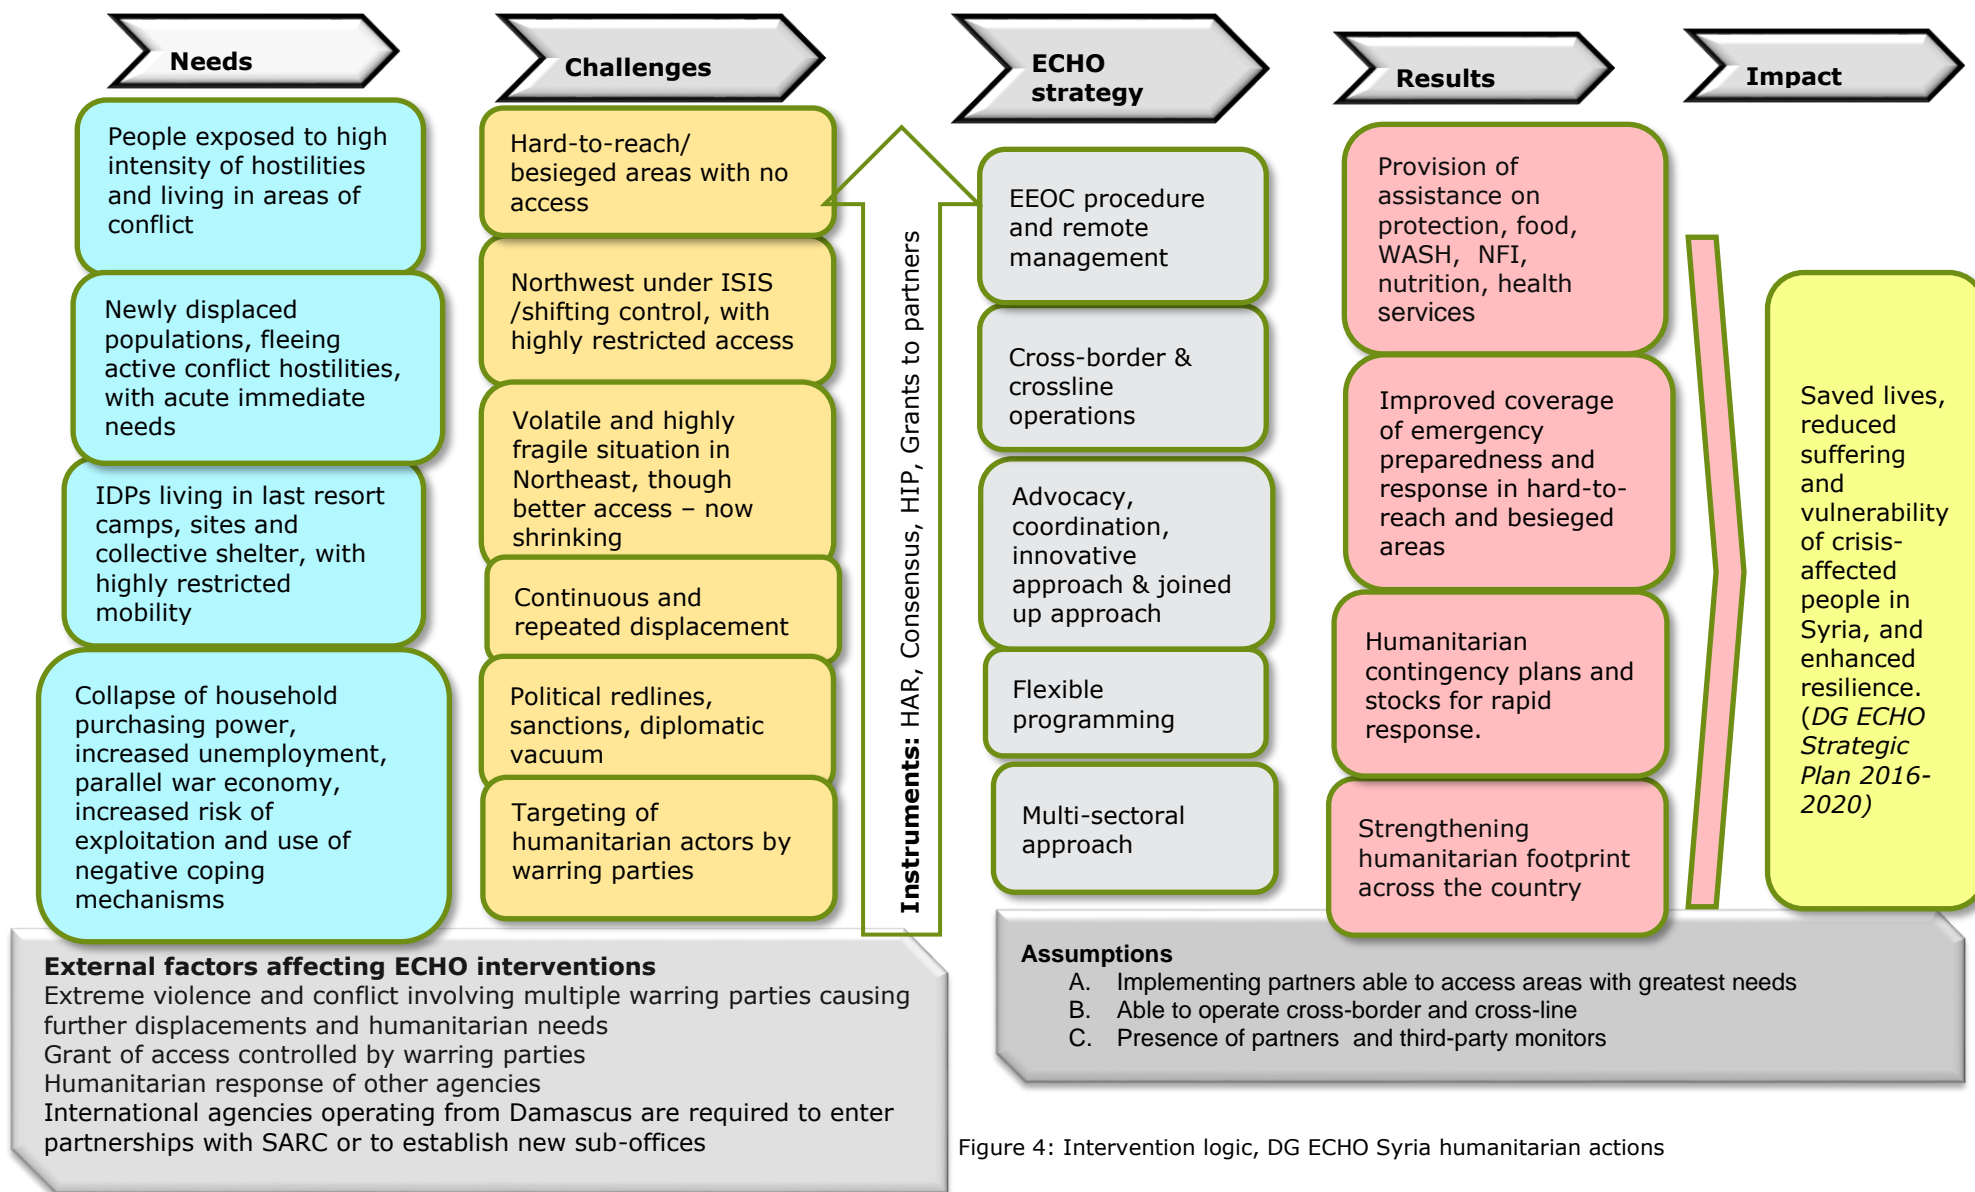 Needs
People exposed to high
intensity of hostilities
and living in areas of
conflict
Newly displaced
populations, fleeing
active conflict hostilities,
with acute immediate
needs
IDPs living in last resort
camps, sites and
collective shelter, with
highly restricted
mobility
Collapse of household
purchasing power,
increased unemployment,
parallel war economy,
increased risk of
exploitation and use of
negative coping
mechanisms
Challenges
Hard-to-reach/
besieged areas with no
access
Northwest under ISIS
/shifting control, with
highly restricted access
Volatile and highly
fragile situation in
Northeast, though
better access – now
shrinking
Continuous and
repeated displacement
Political redlines,
sanctions, diplomatic
vacuum
Targeting of
humanitarian actors by
warring parties
Instruments: HAR, Consensus, HIP, Grants to partners
ECHO
strategy
EEOC procedure
and remote
management
Cross-border &
crossline
operations
Advocacy,
coordination,
innovative
approach & joined
up approach
Flexible
programming
Multi-sectoral
approach
Results
Provision of
assistance on
protection, food,
WASH, NFI,
nutrition, health
services
Improved coverage
of emergency
preparedness and
response in hard-to-
reach and besieged
areas
Humanitarian
contingency plans and
stocks for rapid
response.
Strengthening
humanitarian footprint
across the country
Impact
Saved lives,
reduced
suffering
and
vulnerability
of crisis-
affected
people in
Syria, and
enhanced
resilience.
(DG ECHO
Strategic
Plan 2016-
2020)
External factors affecting ECHO interventions
Extreme violence and conflict involving multiple warring parties causing
further displacements and humanitarian needs
Grant of access controlled by warring parties
Humanitarian response of other agencies
International agencies operating from Damascus are required to enter
partnerships with SARC or to establish new sub-offices
Assumptions
A. Implementing partners able to access areas with greatest needs
B. Able to operate cross-border and cross-line
C. Presence of partners and third-party monitors
Figure 4: Intervention logic, DG ECHO Syria humanitarian actions